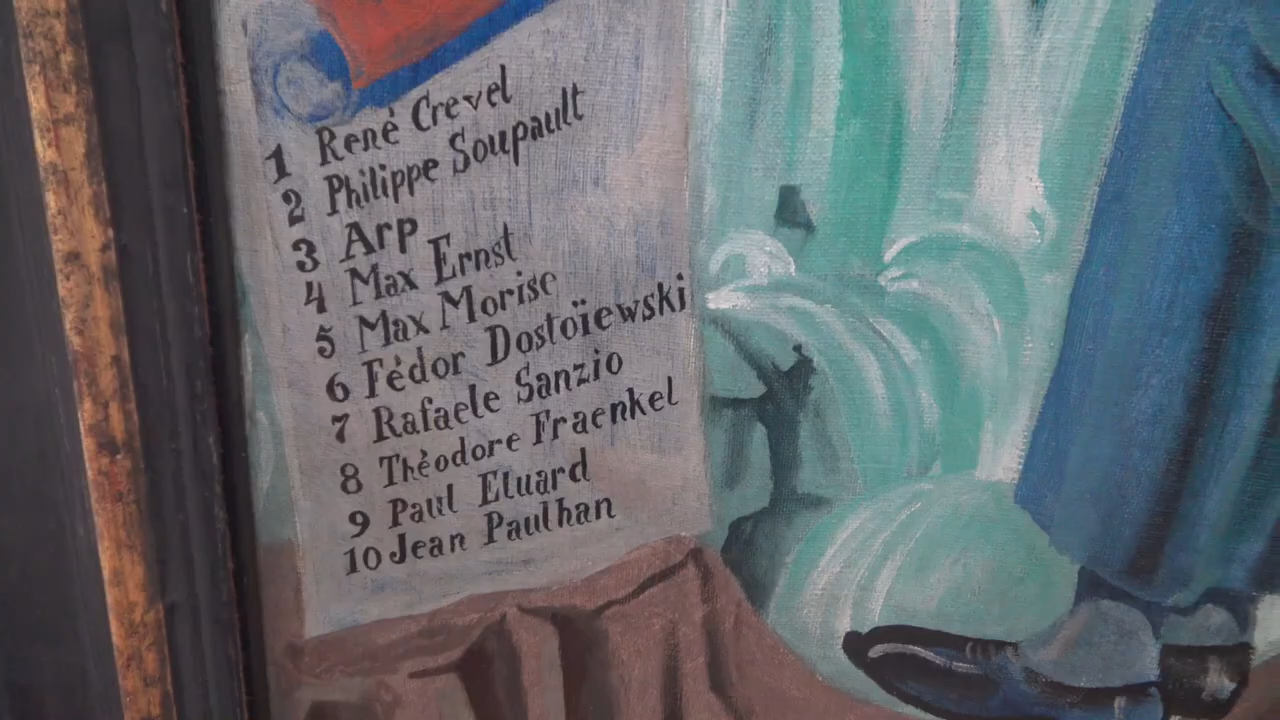 1 René Crevel
2 Philippe Soupault
3 Arp
4 Max Ernst
5 Max Morise
6 Fédor Dostoïewski
7 Rafaele Sanzio
8 Théodore Fraenkel
9 Paul Eluard
10 Jean Paulhan